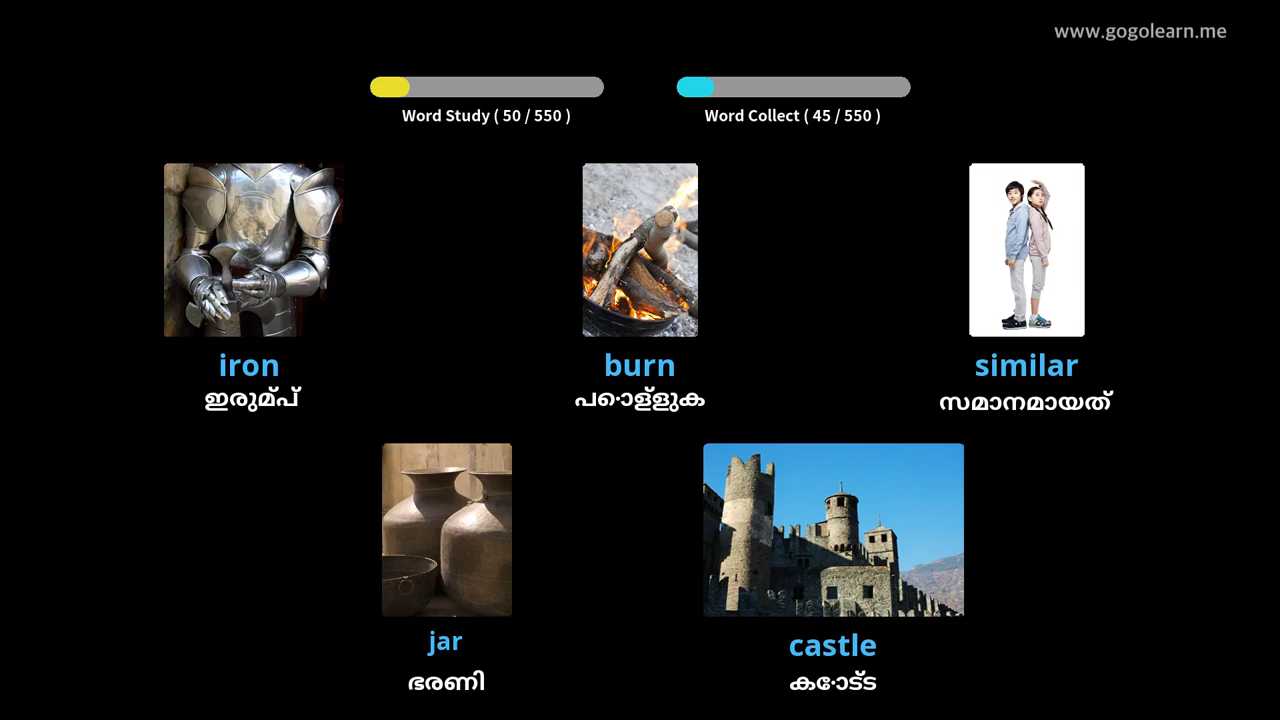 www.gogolearn.me
Word Study ( 50 / 550 )
Word Collect ( 45 / 550 )
iron
burn
similar
ഇരുമ്പ്
പൊള്ളുക
സമാനമായത്
jar
castle
ഭരണി
കോട്ട